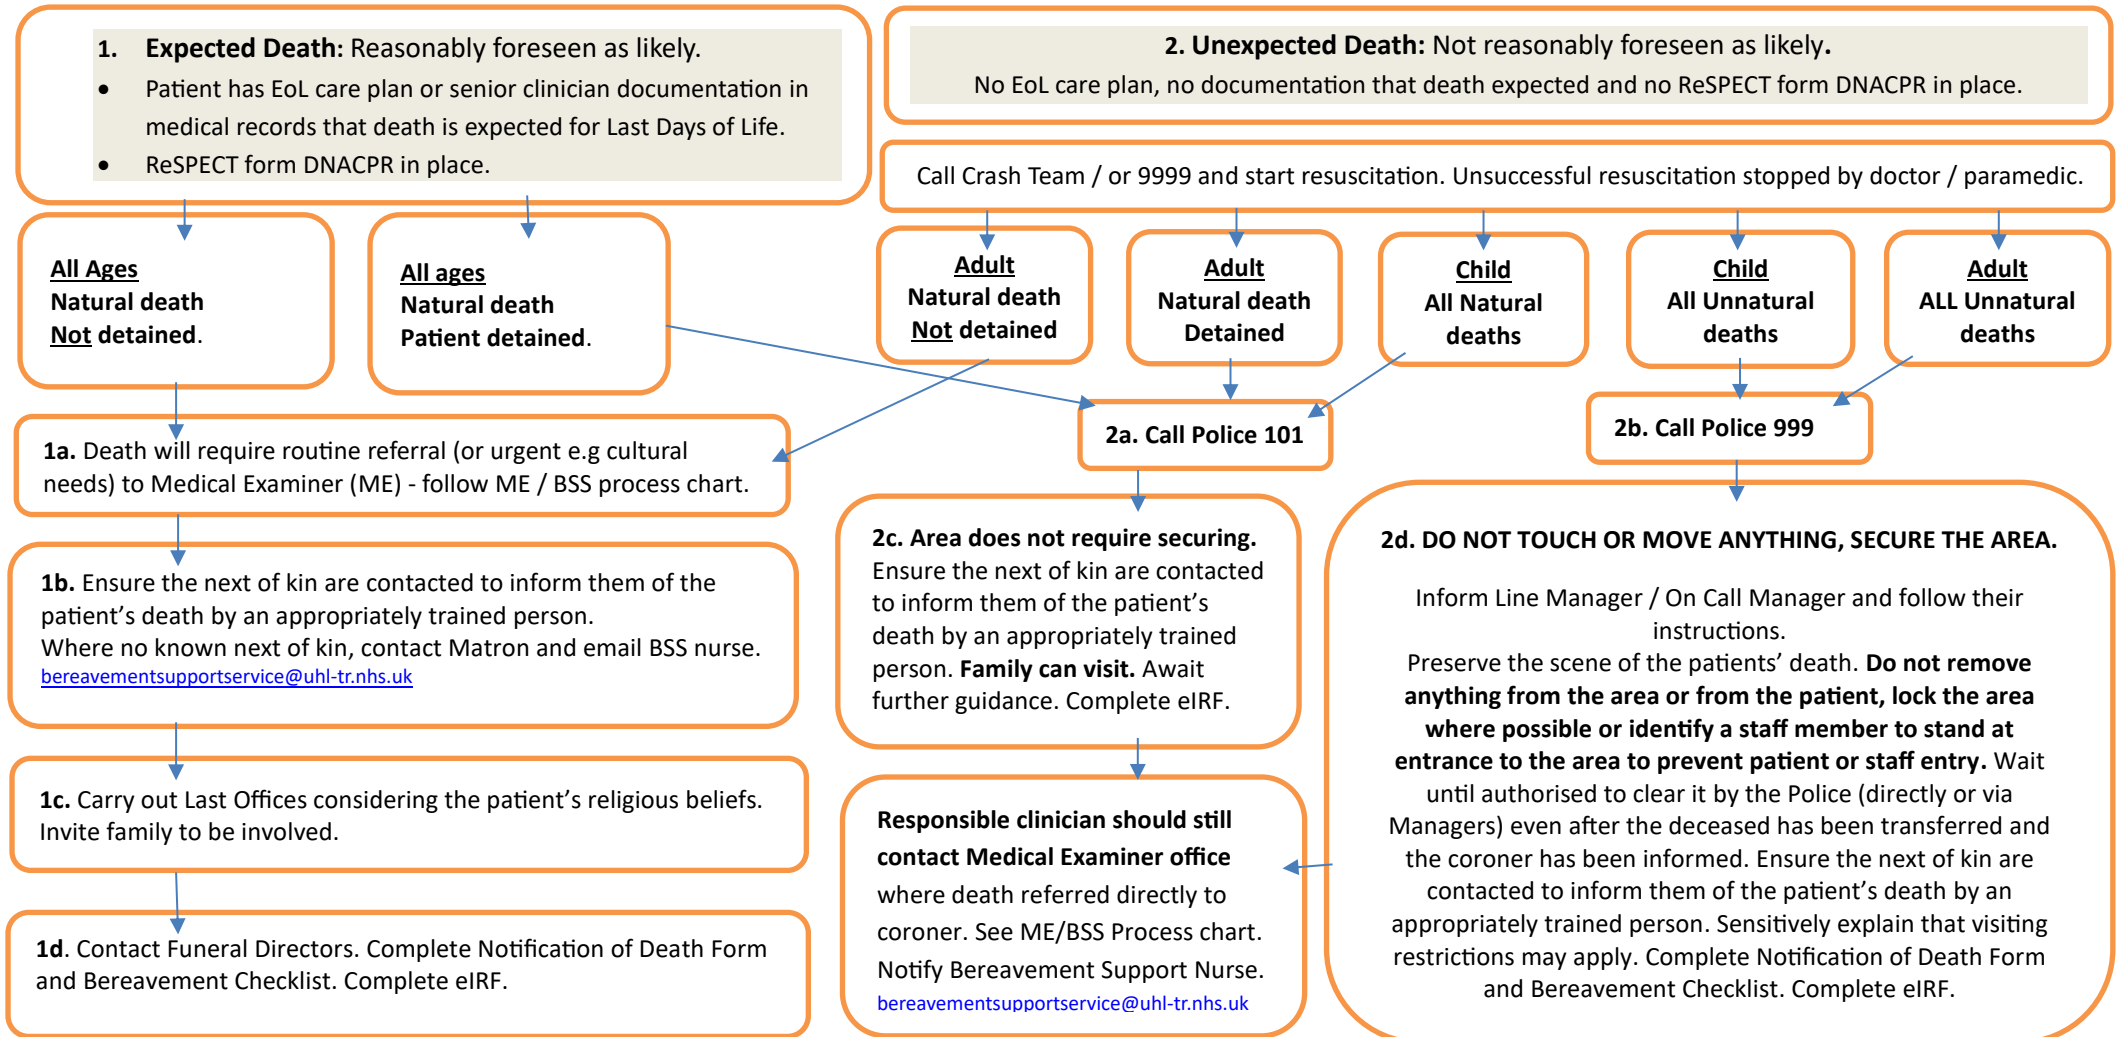 1. Expected Death: Reasonably foreseen as likely.
• Patient has EoL care plan or senior clinician documentation in
medical records that death is expected for Last Days of Life.
• ReSPECT form DNACPR in place.
2. Unexpected Death: Not reasonably foreseen as likely.
No EoL care plan, no documentation that death expected and no ReSPECT form DNACPR in place.
Call Crash Team / or 9999 and start resuscitation. Unsuccessful resuscitation stopped by doctor / paramedic.
All Ages
Natural death
Not detained.
All ages
Natural death
Patient detained.
Adult
Natural death
Not detained
Adult
Natural death
Detained
Child
All Natural
deaths
Child
All Unnatural
deaths
Adult
ALL Unnatural
deaths
1a. Death will require routine referral (or urgent e.g cultural
needs) to Medical Examiner (ME) - follow ME / BSS process chart.
1b. Ensure the next of kin are contacted to inform them of the
patient’s death by an appropriately trained person.
Where no known next of kin, contact Matron and email BSS nurse.
bereavementsupportservice@uhl-tr.nhs.uk
1c. Carry out Last Offices considering the patient’s religious beliefs.
Invite family to be involved.
1d. Contact Funeral Directors. Complete Notification of Death Form
and Bereavement Checklist. Complete eIRF.
2a. Call Police 101
2c. Area does not require securing.
Ensure the next of kin are contacted
to inform them of the patient’s
death by an appropriately trained
person. Family can visit. Await
further guidance. Complete eIRF.
Responsible clinician should still
contact Medical Examiner office
where death referred directly to
coroner. See ME/BSS Process chart.
Notify Bereavement Support Nurse.
bereavementsupportservice@uhl-tr.nhs.uk
2b. Call Police 999
2d. DO NOT TOUCH OR MOVE ANYTHING, SECURE THE AREA.
Inform Line Manager / On Call Manager and follow their
instructions.
Preserve the scene of the patients’ death. Do not remove
anything from the area or from the patient, lock the area
where possible or identify a staff member to stand at
entrance to the area to prevent patient or staff entry. Wait
until authorised to clear it by the Police (directly or via
Managers) even after the deceased has been transferred and
the coroner has been informed. Ensure the next of kin are
contacted to inform them of the patient’s death by an
appropriately trained person. Sensitively explain that visiting
restrictions may apply. Complete Notification of Death Form
and Bereavement Checklist. Complete eIRF.